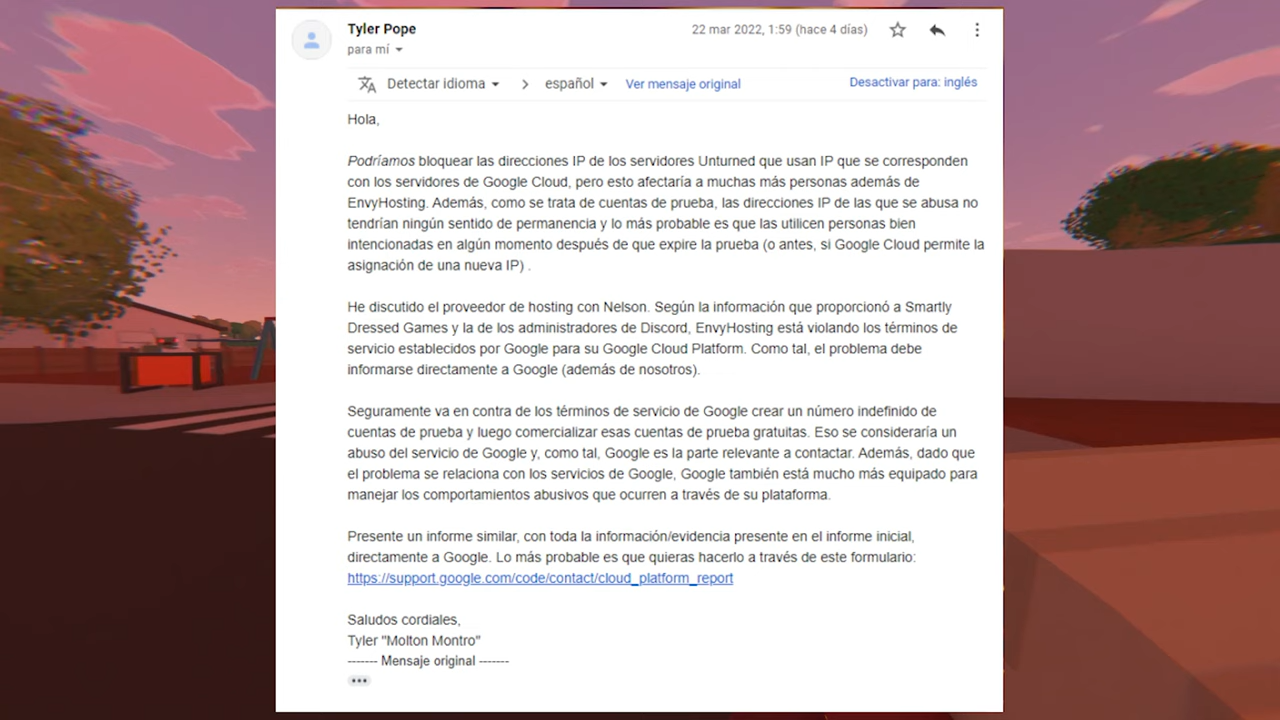 Tyler Pope
22 mar 2022, 1:59 (hace 4 días)
para mí
Detectar idioma > español Ver mensaje original Desactivar para: inglés
Hola,
Podríamos bloquear las direcciones IP de los servidores Unturned que usan IP que se corresponden
con los servidores de Google Cloud, pero esto afectaría a muchas más personas además de
EnvyHosting. Además, como se trata de cuentas de prueba, las direcciones IP de las que se abusa no
tendrían ningún sentido de permanencia y lo más probable es que las utilicen personas bien
intencionadas en algún momento después de que expire la prueba (o antes, si Google Cloud permite la
asignación de una nueva IP) .
He discutido el proveedor de hosting con Nelson. Según la información que proporcionó a Smartly
Dressed Games y la de los administradores de Discord, EnvyHosting está violando los términos de
servicio establecidos por Google para su Google Cloud Platform. Como tal, el problema debe
informarse directamente a Google (además de nosotros).
Seguramente va en contra de los términos de servicio de Google crear un número indefinido de
cuentas de prueba y luego comercializar esas cuentas de prueba gratuitas. Eso se consideraría un
abuso del servicio de Google y, como tal, Google es la parte relevante a contactar. Además, dado que
el problema se relaciona con los servicios de Google, Google también está mucho más equipado para
manejar los comportamientos abusivos que ocurren a través de su plataforma.
Presente un informe similar, con toda la información/evidencia presente en el informe inicial,
directamente a Google. Lo más probable es que quieras hacerlo a través de este formulario:
https://support.google.com/code/contact/cloud_platform_report
Saludos cordiales,
Tyler "Molton Montro"
------- Mensaje original -------